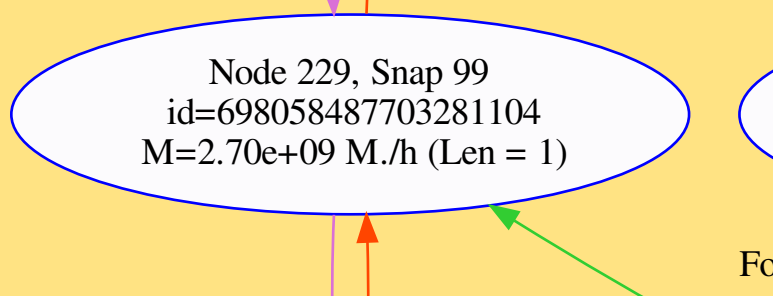 Node 229, Snap 99
id=698058487703281104
M=2.70e+09 M./h (Len = 1)